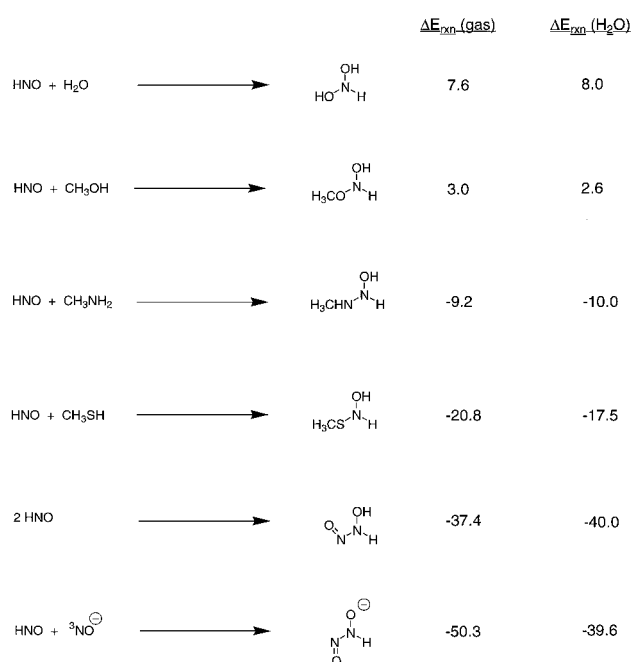 ΔE_rxn (gas) ΔE_rxn (H₂O)
OH
HNO + H₂O HO N H 7.6 8.0
OH
HNO + CH₃OH H₃CO N H 3.0 2.6
OH
HNO + CH₃NH₂ H₃CHN N H -9.2 -10.0
OH
HNO + CH₃SH H₃CS N H -20.8 -17.5
2 HNO OH
O N N H -37.4 -40.0
O⊖
HNO + ³NO⊖ N N H -50.3 -39.6
O